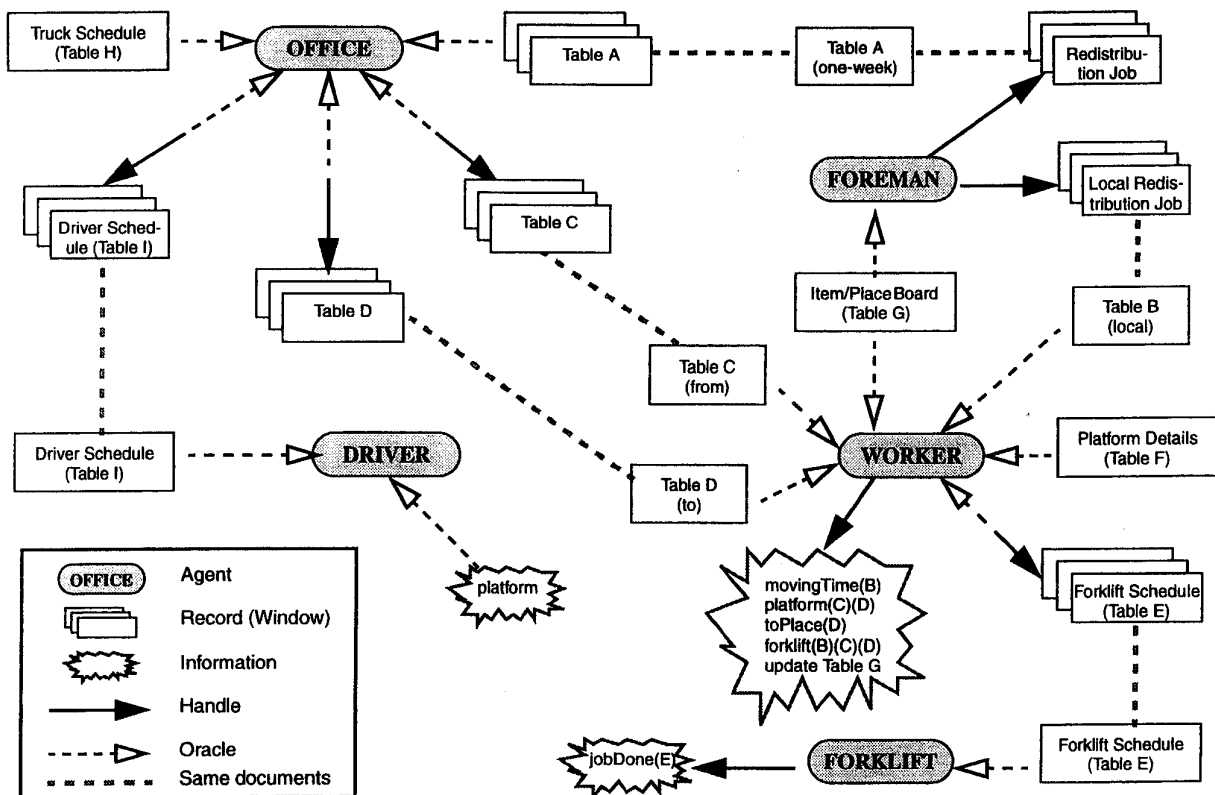 Truck Schedule
(Table H)
OFFICE
Table A
Table A
(one-week)
Redistribu-
tion Job
FOREMAN
Local Redis-
tribution Job
Driver Sched-
ule (Table I)
Table C
Table D
Item/Place Board
(Table G)
Table B
(local)
Table C
(from)
Driver Schedule
(Table I)
DRIVER
Table D
(to)
WORKER
Platform Details
(Table F)
platform
movingTime(B)
platform(C)(D)
toPlace(D)
forklift(B)(C)(D)
update Table G
Forklift Schedule
(Table E)
OFFICE
Agent
Record (Window)
Information
Handle
Oracle
Same documents
jobDone(E)
FORKLIFT
Forklift Schedule
(Table E)